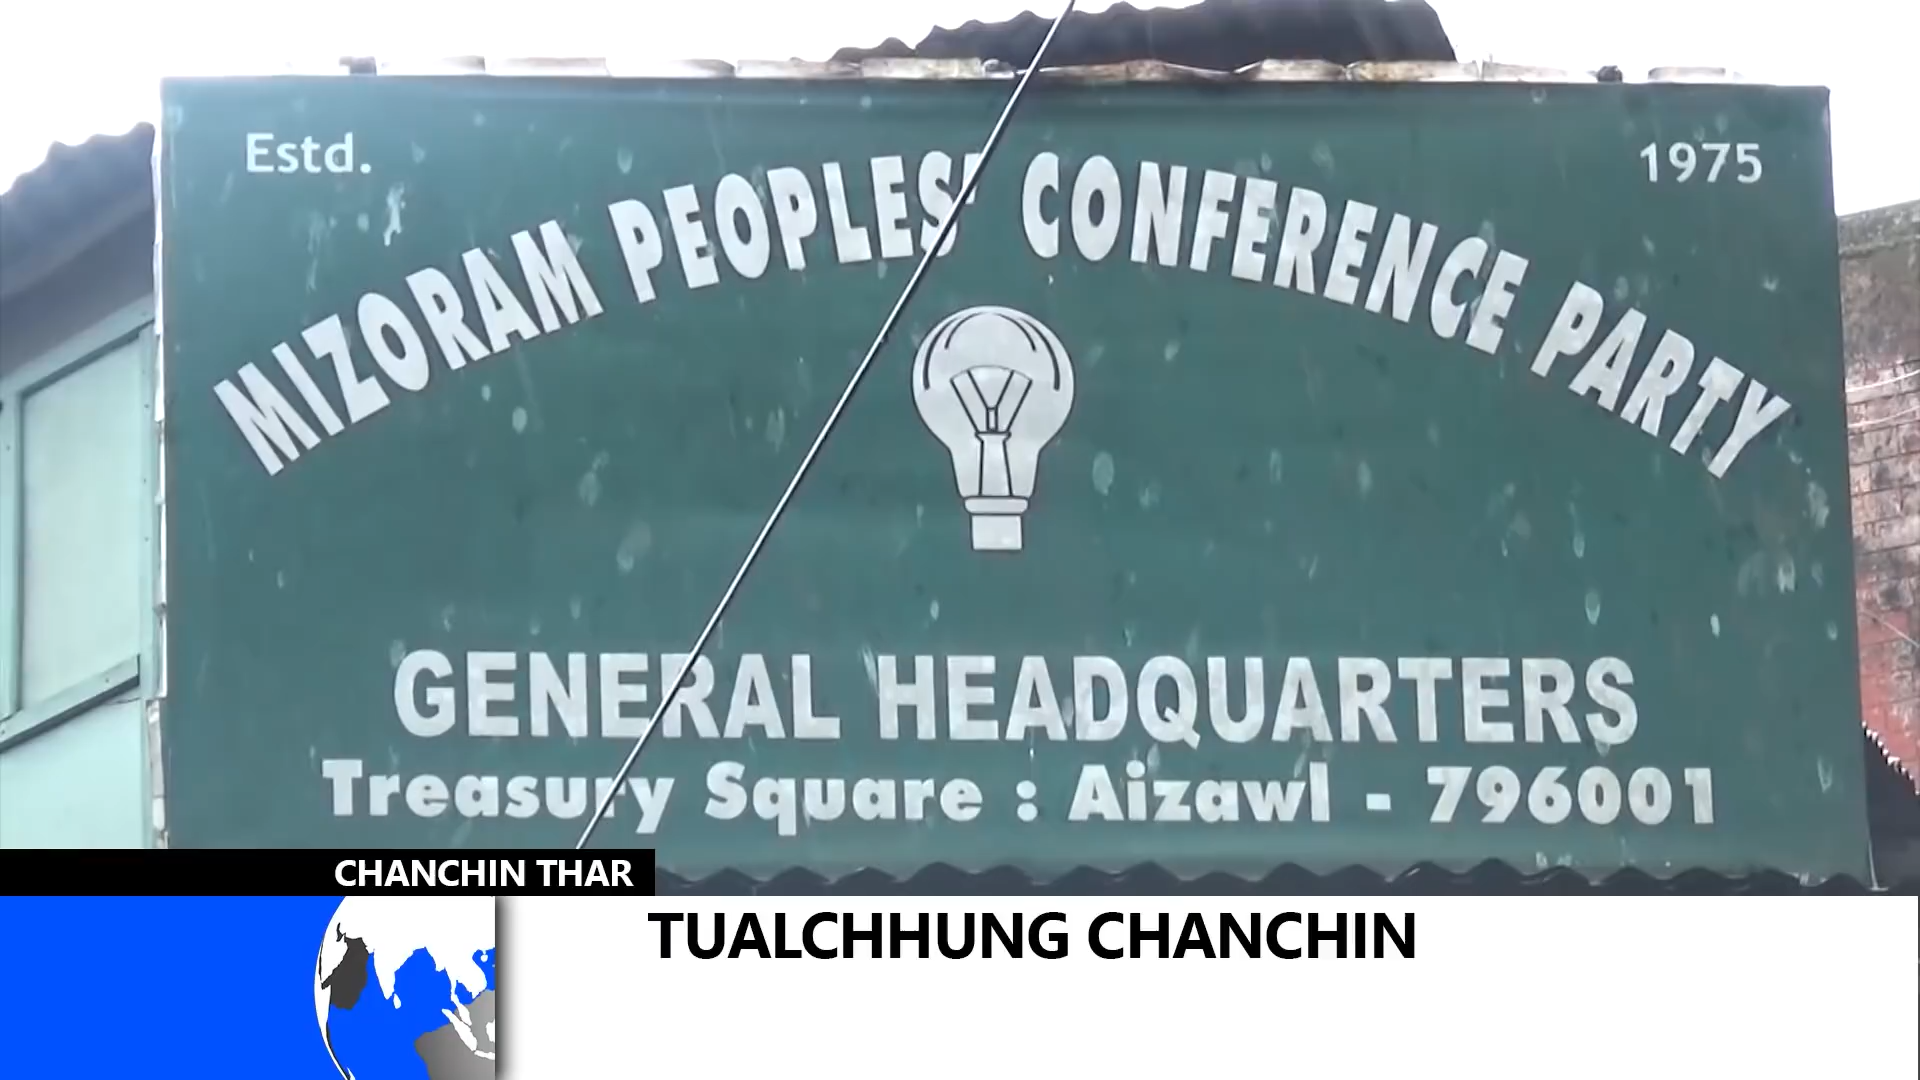 Estd. 1975
MIZORAM PEOPLES' CONFERENCE PARTY
GENERAL HEADQUARTERS
Treasury Square : Aizawl - 796001
CHANCHIN THAR
TUALCHHUNG CHANCHIN